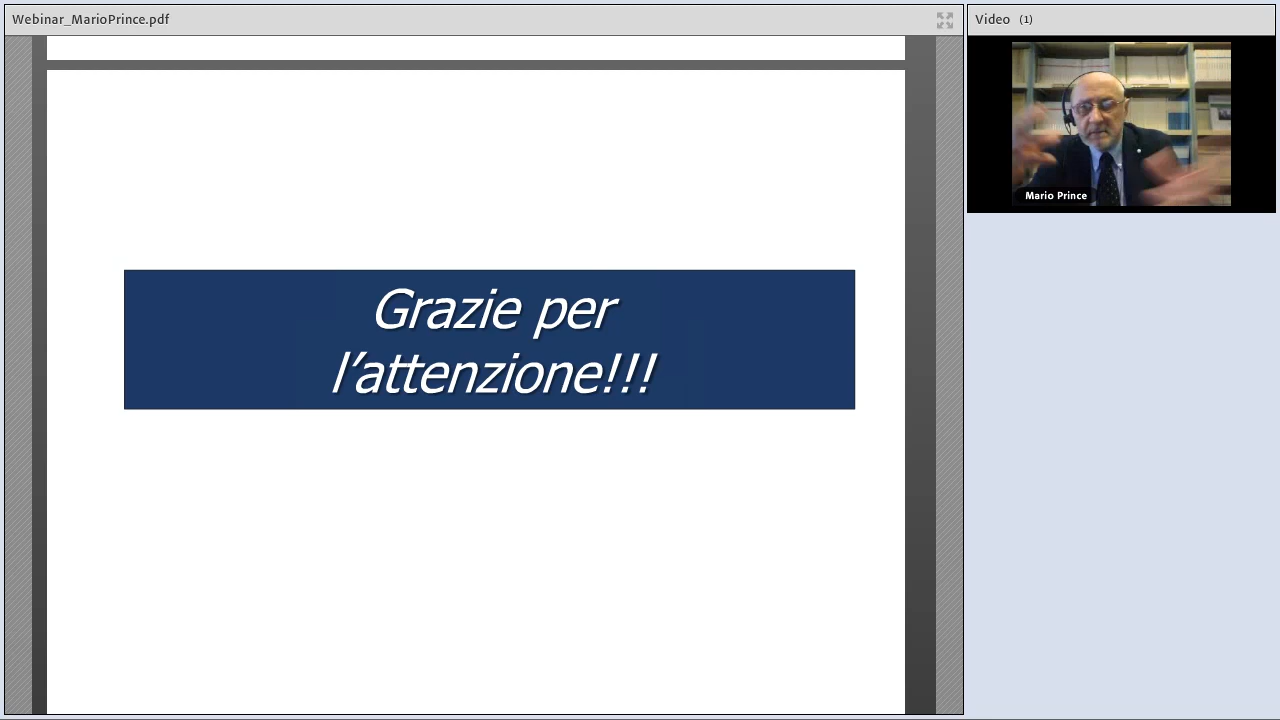 Webinar_MarioPrince.pdf
Video (1)
Mario Prince
Grazie per
l’attenzione!!!